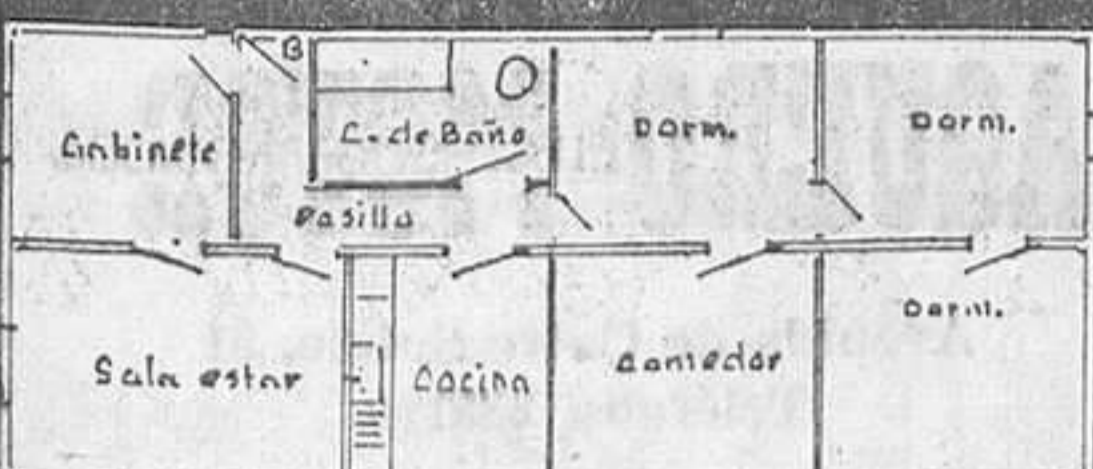 B
Gabinete
C. de Baño
Dorm.
Dorm.
Pasillo
Sala estar
Cocina
Comedor
Dorm.